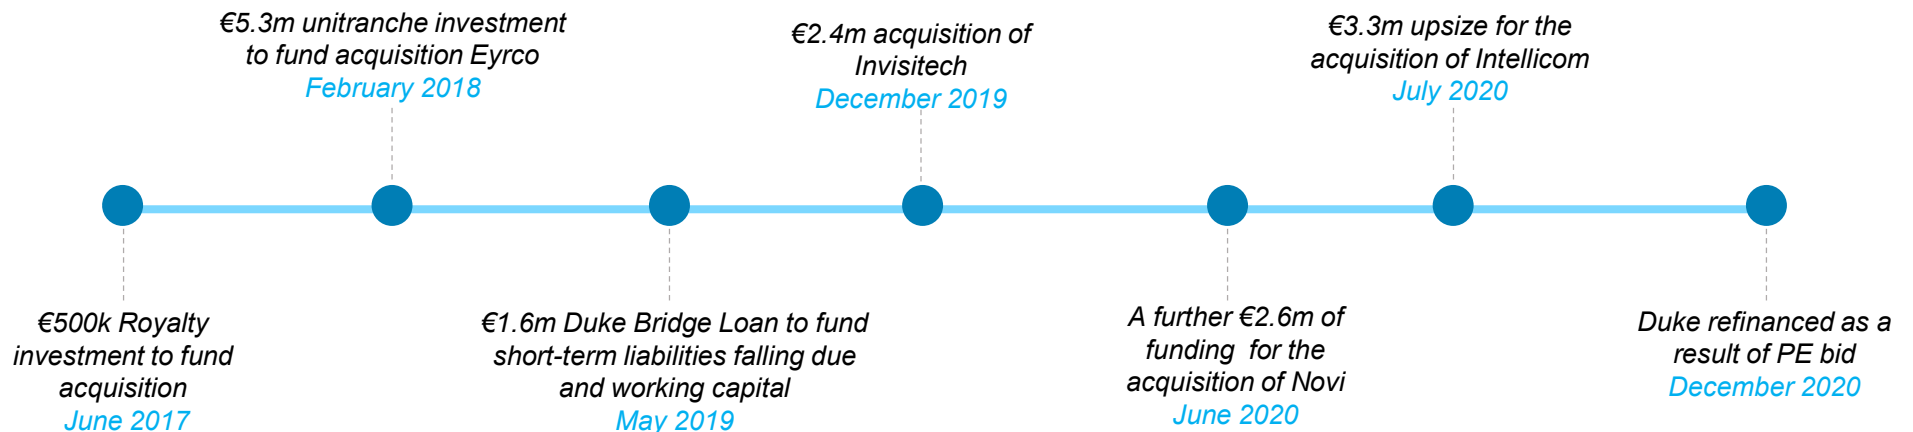 €5.3m unitranche investment
to fund acquisition Eyrco
February 2018
€2.4m acquisition of
Invisitech
December 2019
€3.3m upsize for the
acquisition of Intellicom
July 2020
€500k Royalty
investment to fund
acquisition
June 2017
€1.6m Duke Bridge Loan to fund
short-term liabilities falling due
and working capital
May 2019
A further €2.6m of
funding  for the
acquisition of Novi
June 2020
Duke refinanced as a
result of PE bid
December 2020